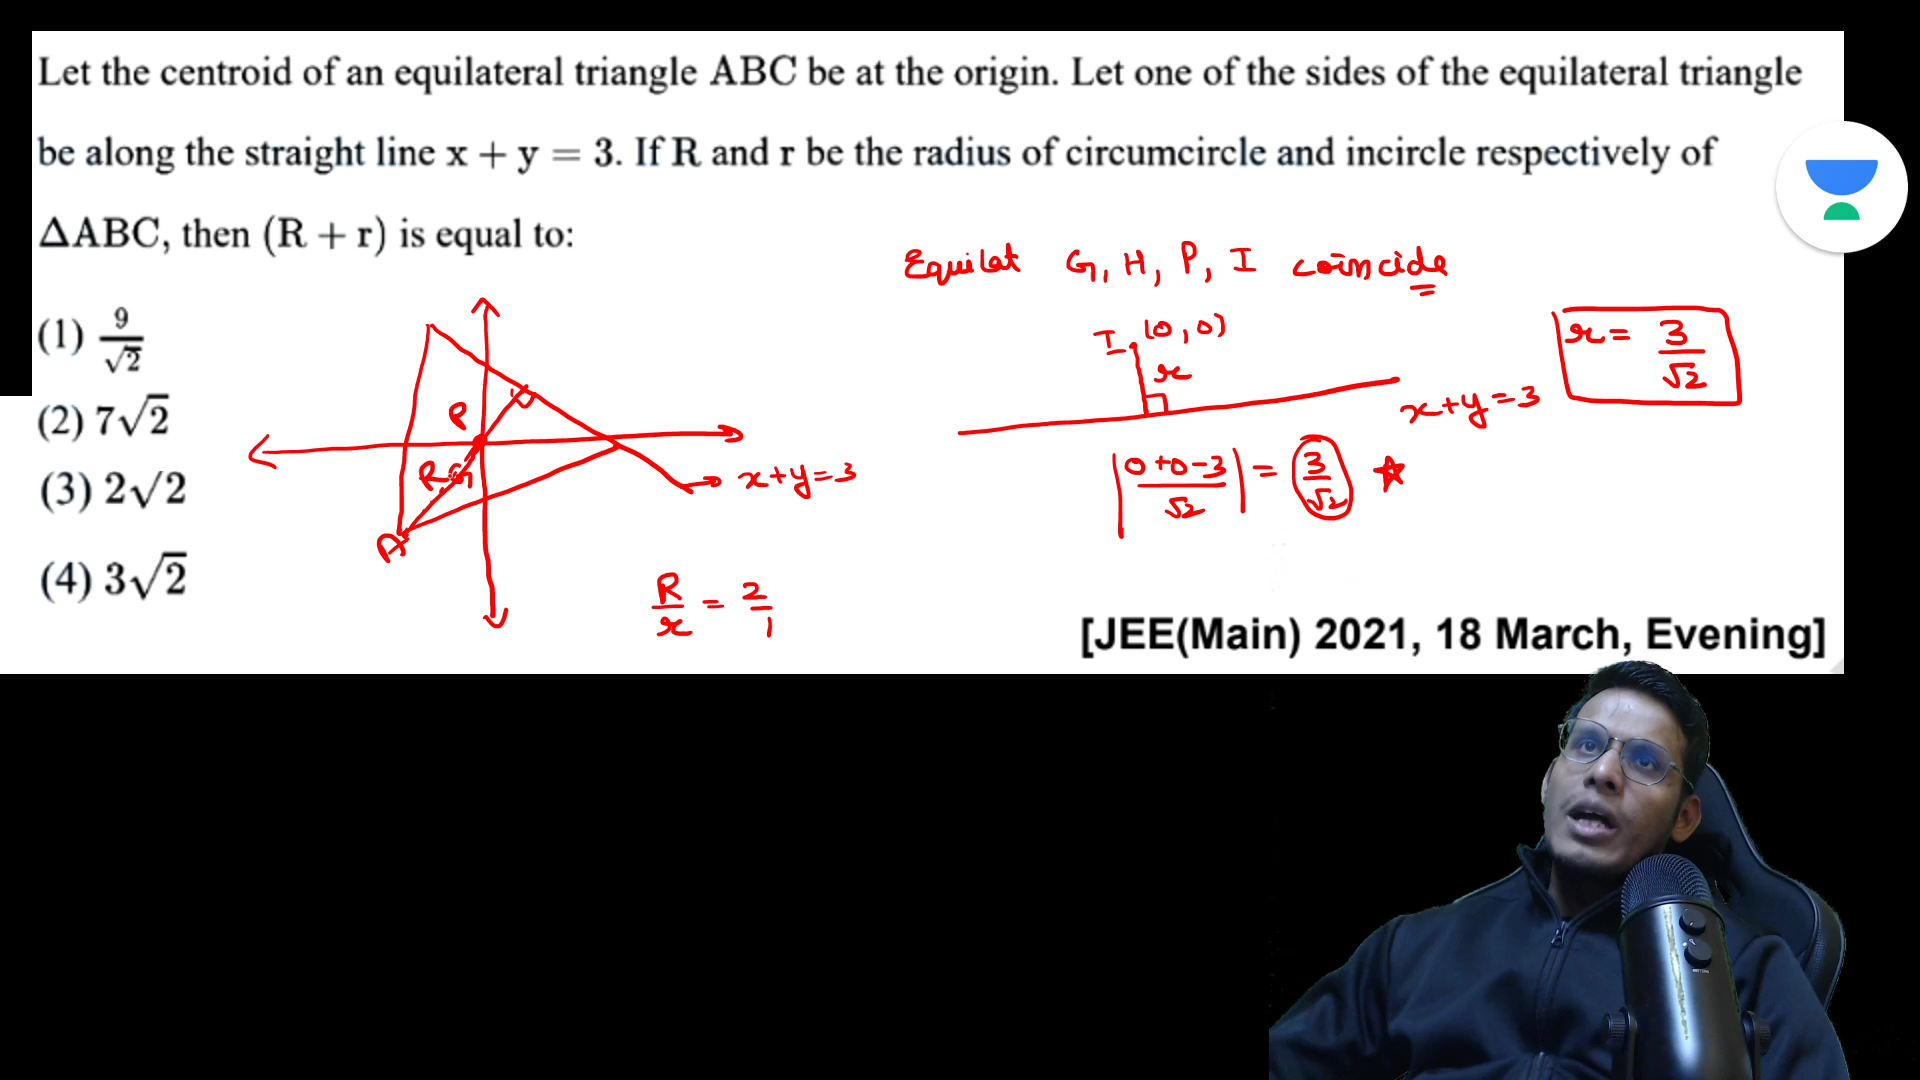 Let the centroid of an equilateral triangle ABC be at the origin. Let one of the sides of the equilateral triangle
be along the straight line x + y = 3. If R and r be the radius of circumcircle and incircle respectively of
ΔABC, then (R + r) is equal to:
Equilat G, H, P, I coincide
(1) 9/√2
I (0, 0)
r
r = 3/√2
x+y=3
(2) 7√2
P
R
G
x+y=3
|0+0-3/√2| = 3/√2 ☆
(3) 2√2
A
(4) 3√2
R/r = 2/1
[JEE(Main) 2021, 18 March, Evening]